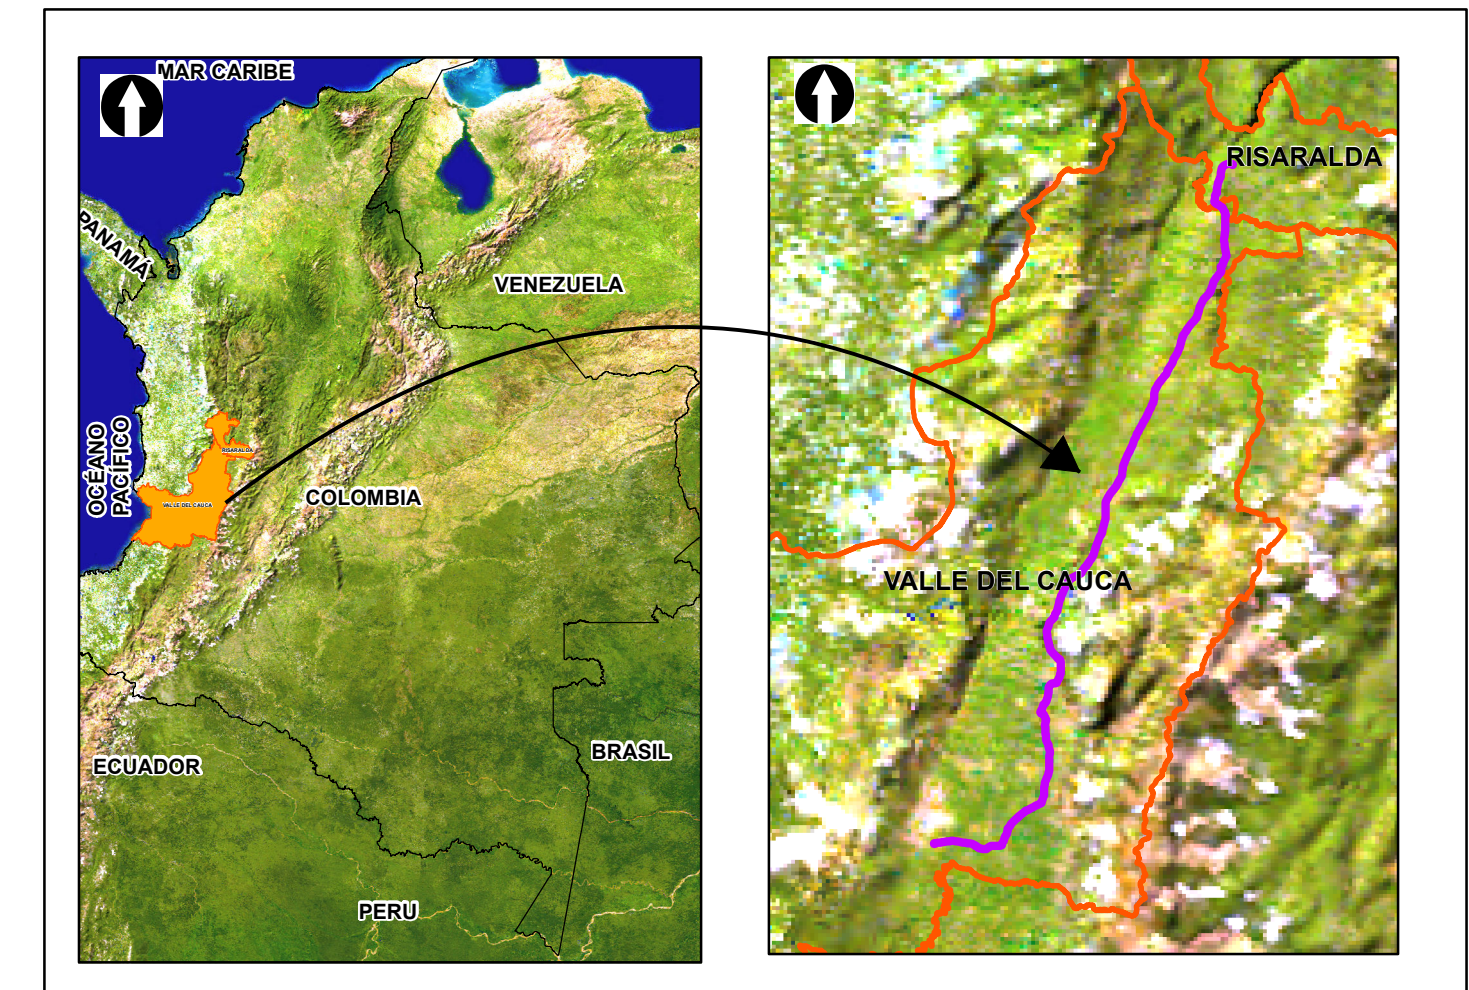 MAR CARIBE
PANAMÁ
VENEZUELA
OCÉANO
PACÍFICO
RISARALDA
VALLE DEL CAUCA
COLOMBIA
ECUADOR
BRASIL
PERU
RISARALDA
VALLE DEL CAUCA